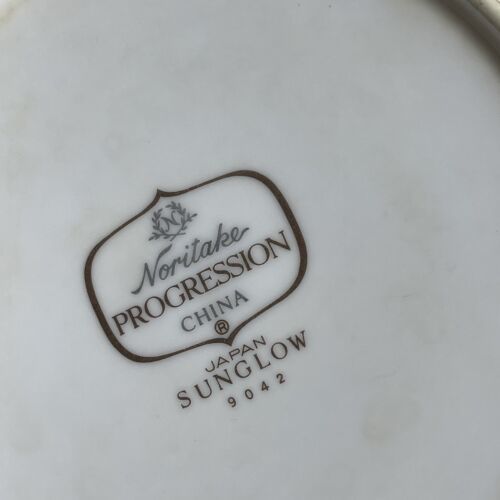 N
Noritake
PROGRESSION
CHINA
®
JAPAN
SUNGLOW
9042